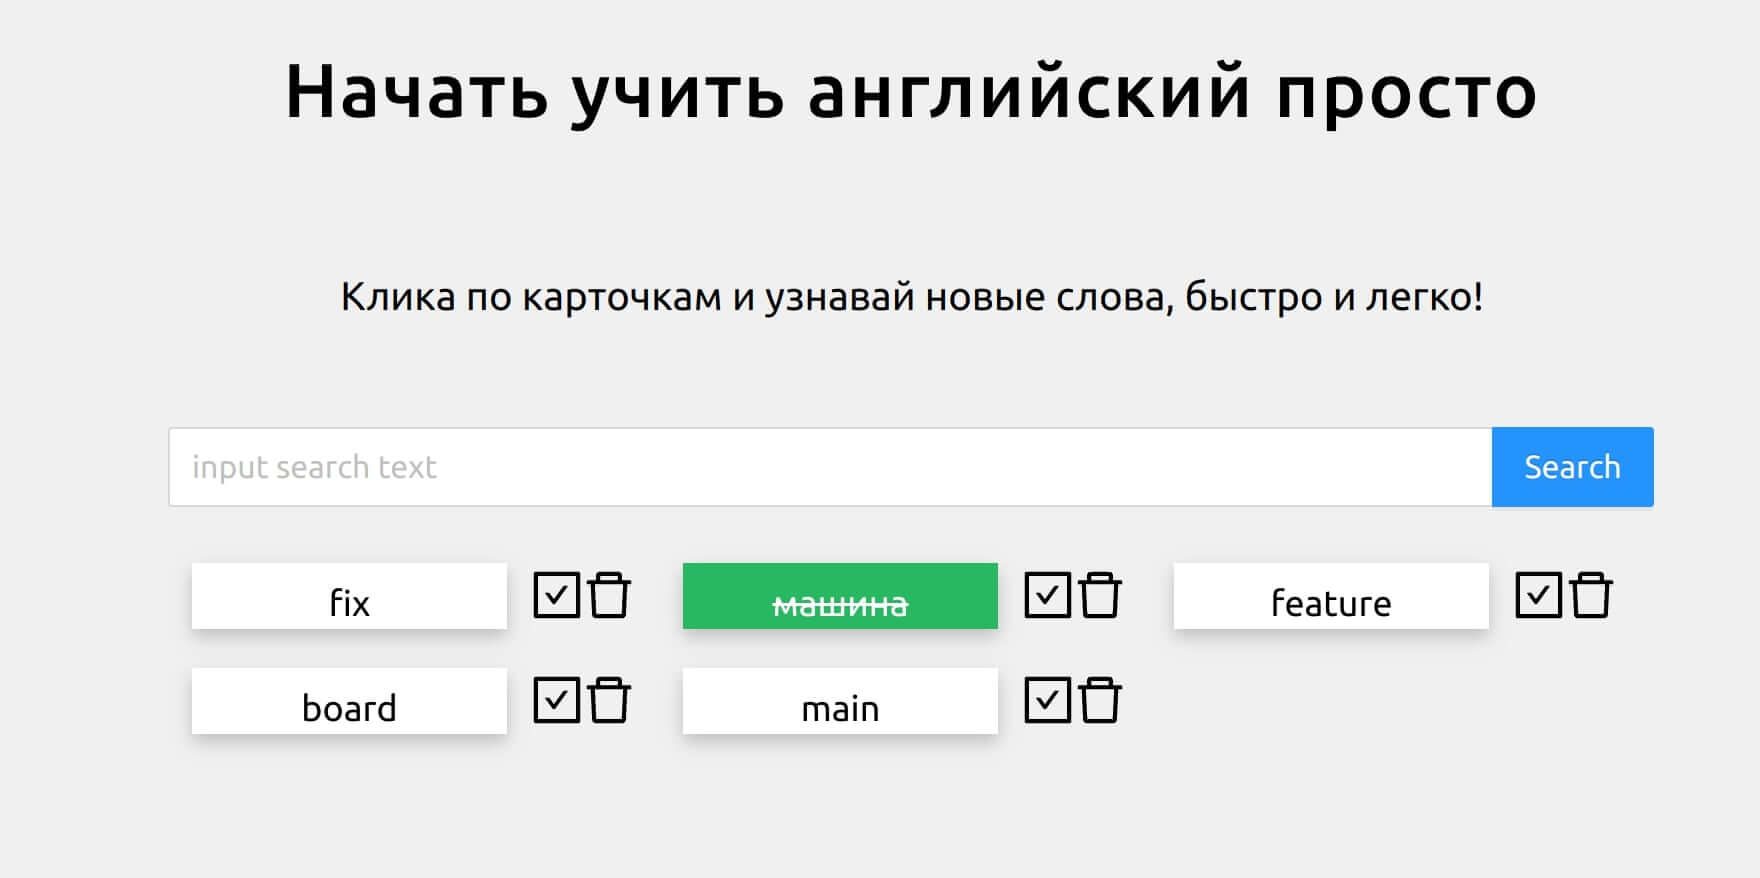 Начать учить английский просто
Клика по карточкам и узнавай новые слова, быстро и легко!
input search text Search
fix машина feature
board main